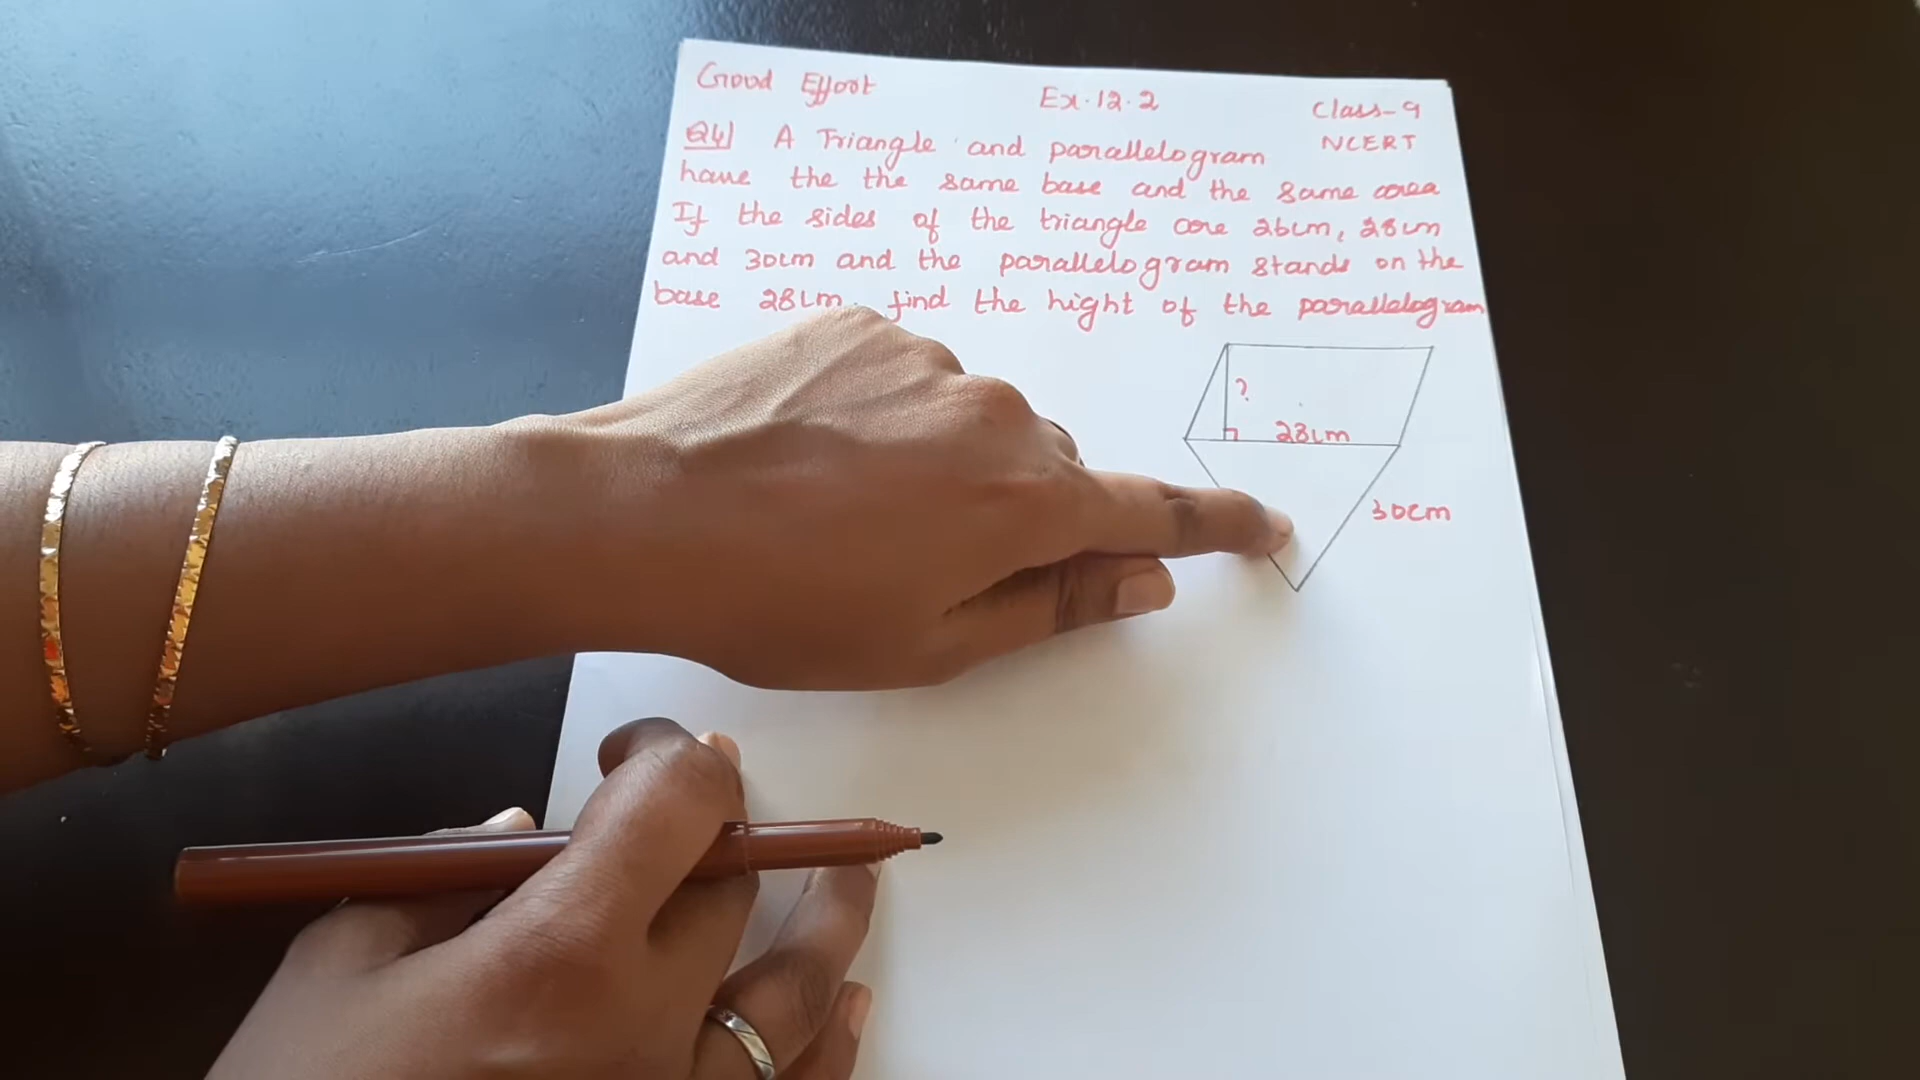 Good Effort
Ex.12.2
Class-9
NCERT
Q4) A Triangle and parallelogram
have the the same base and the same area
If the sides of the triangle are 26cm, 28cm
and 30cm and the parallelogram stands on the
base 28cm. find the hight of the parallelogram
?
28cm
30cm